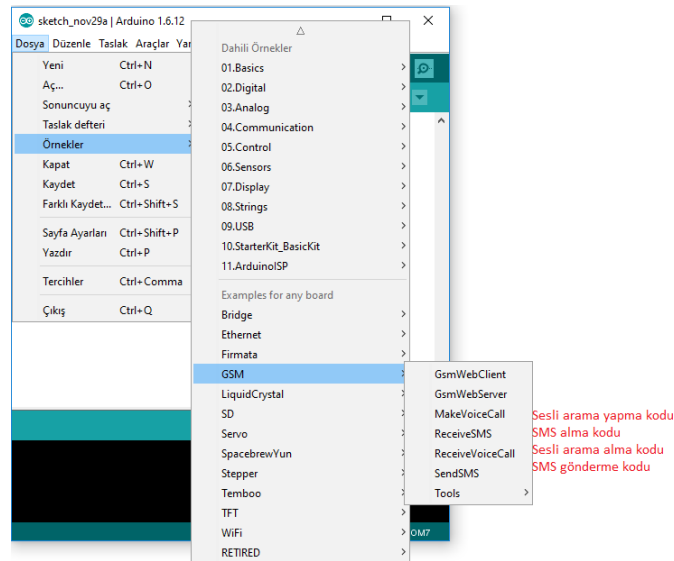 sketch_nov29a | Arduino 1.6.12
Dosya Düzenle Taslak Araçlar Yar
Yeni Ctrl+N
Aç... Ctrl+O
Sonuncuyu aç
Taslak defteri
Örnekler
Kapat Ctrl+W
Kaydet Ctrl+S
Farklı Kaydet... Ctrl+Shift+S
Sayfa Ayarları Ctrl+Shift+P
Yazdır Ctrl+P
Tercihler Ctrl+Comma
Çıkış Ctrl+Q
Dahili Örnekler
01.Basics
02.Digital
03.Analog
04.Communication
05.Control
06.Sensors
07.Display
08.Strings
09.USB
10.StarterKit_BasicKit
11.ArduinoISP
Examples for any board
Bridge
Ethernet
Firmata
GSM
LiquidCrystal
SD
Servo
SpacebrewYun
Stepper
Temboo
TFT
WiFi
RETIRED
GsmWebClient
GsmWebServer
MakeVoiceCall
ReceiveSMS
ReceiveVoiceCall
SendSMS
Tools
Sesli arama yapma kodu
SMS alma kodu
Sesli arama alma kodu
SMS gönderme kodu
OM7